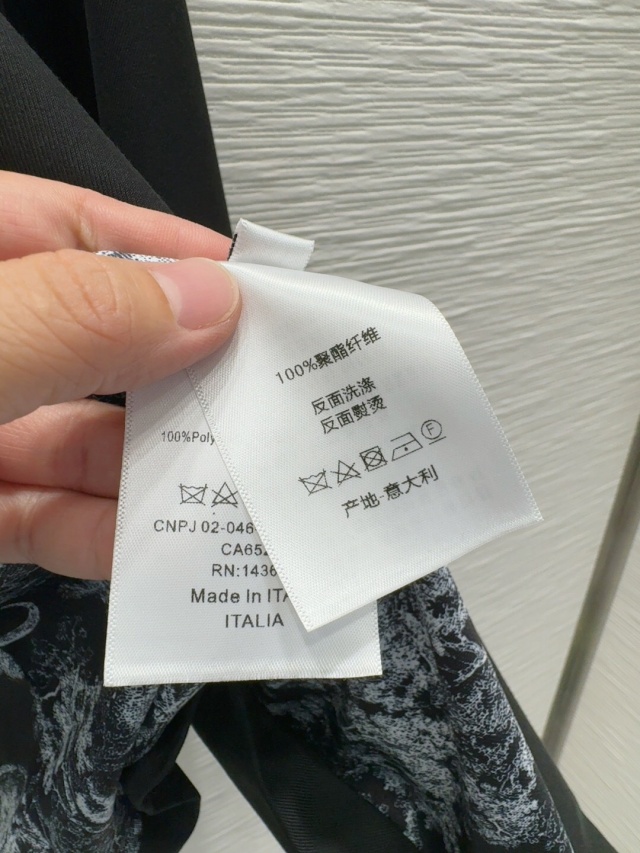 100%聚酯纤维
反面洗涤
反面熨烫
F
产地-意大利
100%Poly
CNPJ 02-046
CA652
RN:1436
Made In ITA
ITALIA